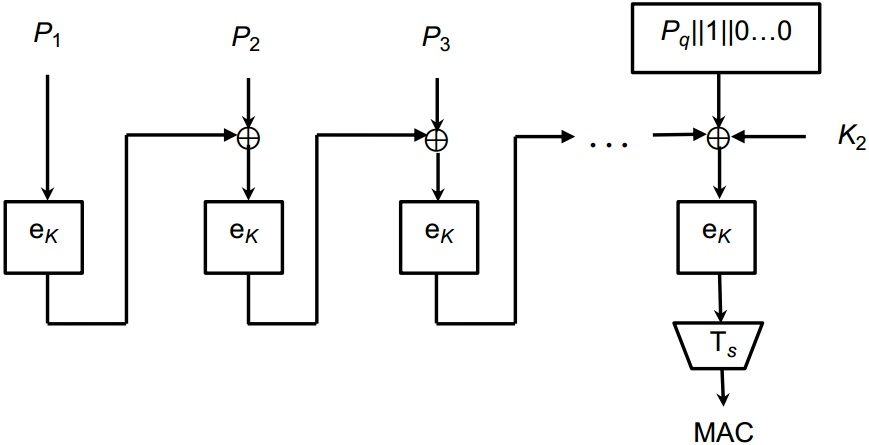 P1
P2
P3
Pq||1||0…0
...
K2
eK
eK
eK
eK
Ts
MAC